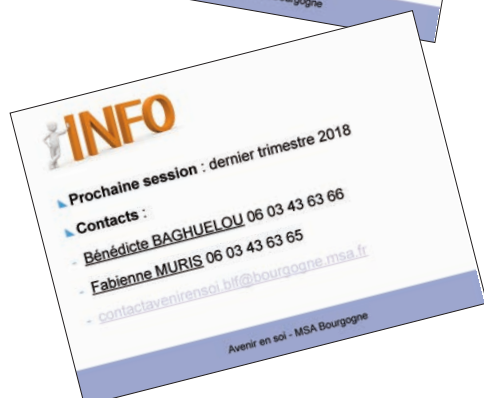 Bourgogne
INFO
Prochaine session : dernier trimestre 2018
Contacts :
- Bénédicte BAGHUELOU 06 03 43 63 66
- Fabienne MURIS 06 03 43 63 65
- contactavenirensoi.blf@bourgogne.msa.fr
Avenir en soi - MSA Bourgogne